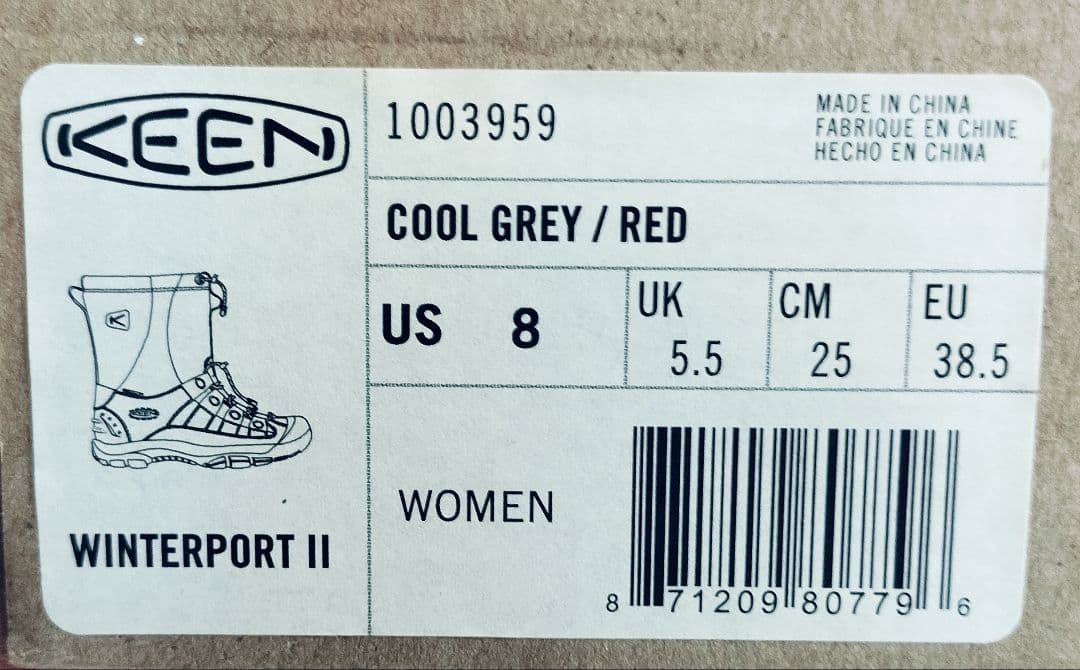 KEEN
1003959
MADE IN CHINA
FABRIQUE EN CHINE
HECHO EN CHINA
COOL GREY / RED
US 8
UK 5.5
CM 25
EU 38.5
WINTERPORT II
WOMEN
8 71209 80779 6